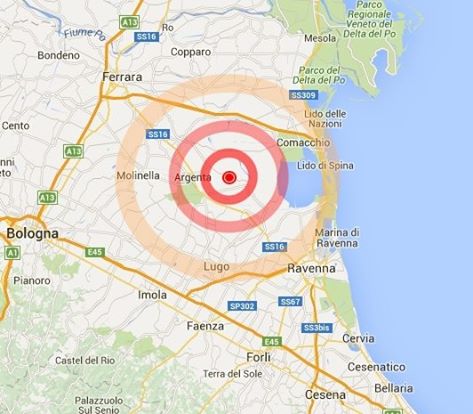 Parco
Regionale
Veneto del
Delta del Po
Fiume Po
A13
Ro
SS16
Copparo
Mesola
Bondeno
Ferrara
Parco del
Delta del Po
SS309
Lido delle
Nazioni
Cento
SS16
Comacchio
A13
Lido di Spina
Molinella
Argenta
A13
Bologna
E45
SS16
Marina di
Ravenna
A1
Lugo
Ravenna
Pianoro
Imola
SP302
SS67
Faenza
SS3bis
Cervia
E45
Castel del Rio
Forlì
Cesenatico
Terra del Sole
Bellaria
Palazzuolo
Sul Senio
Cesena